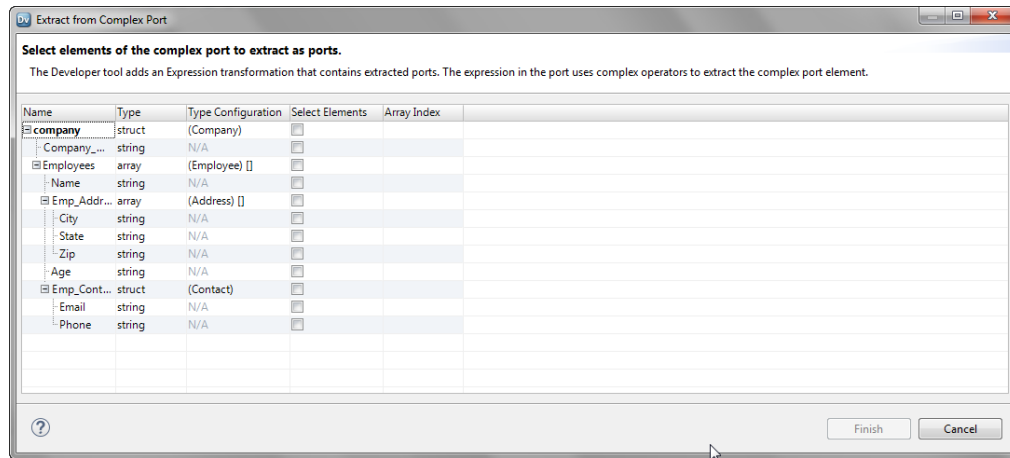 Dv Extract from Complex Port
Select elements of the complex port to extract as ports.
The Developer tool adds an Expression transformation that contains extracted ports. The expression in the port uses complex operators to extract the complex port element.
Name Type Type Configuration Select Elements Array Index
company struct (Company)
Company_... string N/A
Employees array (Employee) []
Name string N/A
Emp_Addr... array (Address) []
City string N/A
State string N/A
Zip string N/A
Age string N/A
Emp_Cont... struct (Contact)
Email string N/A
Phone string N/A
? Finish Cancel